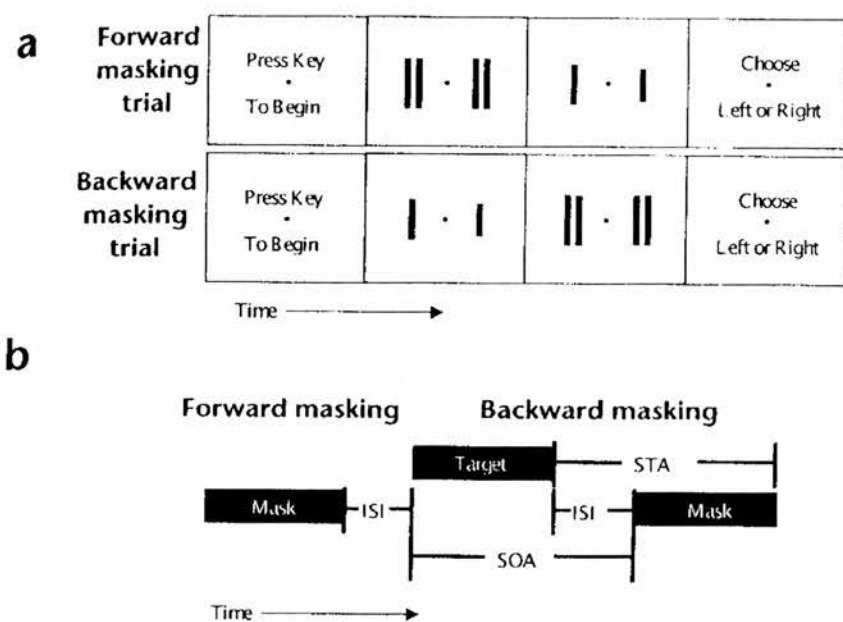 a
Forward
masking
trial
Press Key
To Begin
Choose
Left or Right
Backward
masking
trial
Press Key
To Begin
Choose
Left or Right
Time
b
Forward masking
Backward masking
Target
STA
Mask
ISI
ISI
Mask
SOA
Time